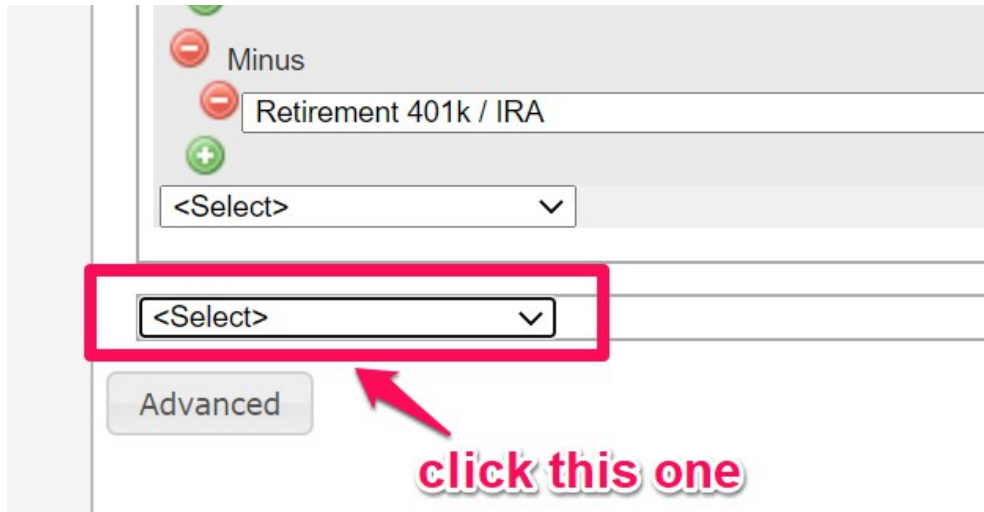 Minus
Retirement 401k / IRA
<Select>
<Select>
Advanced
click this one